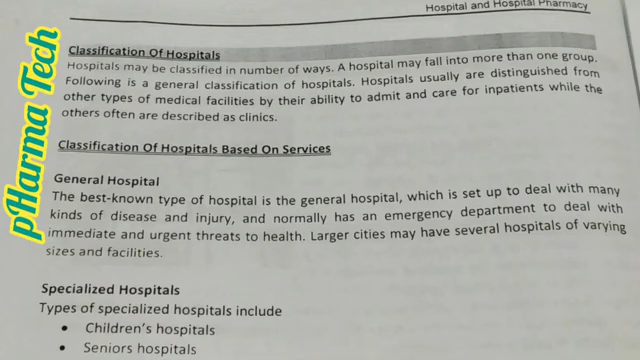 Hospital and Hospital Pharmacy
pHarma Tech
Classification Of Hospitals
Hospitals may be classified in number of ways. A hospital may fall into more than one group.
Following is a general classification of hospitals. Hospitals usually are distinguished from
other types of medical facilities by their ability to admit and care for inpatients while the
others often are described as clinics.
Classification Of Hospitals Based On Services
General Hospital
The best-known type of hospital is the general hospital, which is set up to deal with many
kinds of disease and injury, and normally has an emergency department to deal with
immediate and urgent threats to health. Larger cities may have several hospitals of varying
sizes and facilities.
Specialized Hospitals
Types of specialized hospitals include
• Children's hospitals
• Seniors hospitals